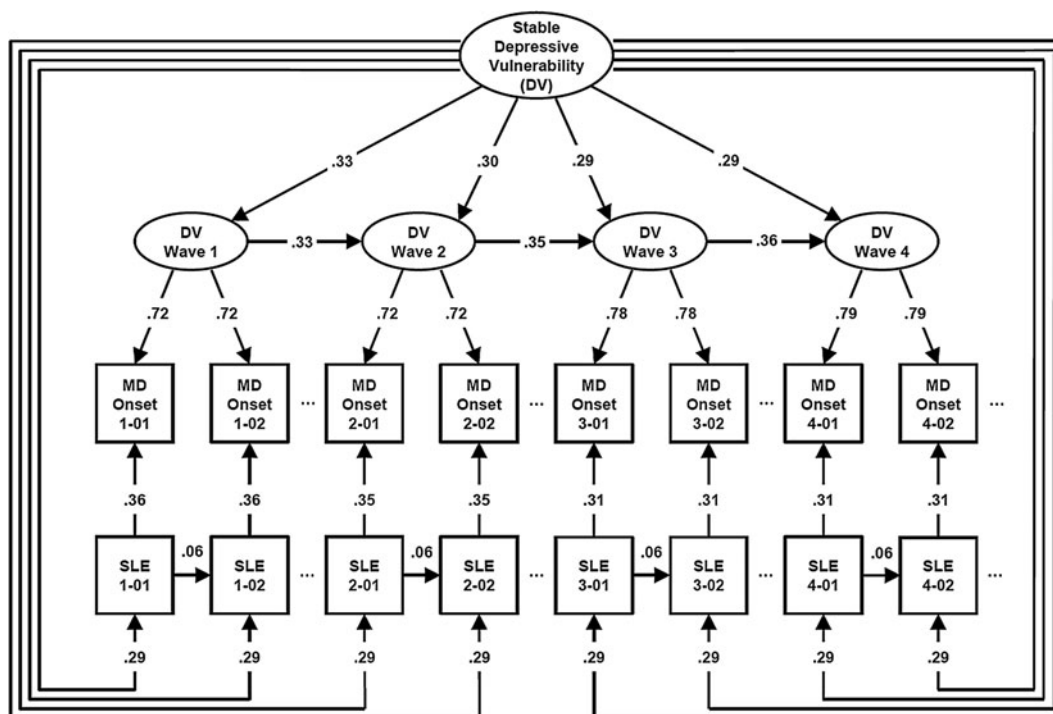 Stable
Depressive
Vulnerability
(DV)
.33
.30
.29
.29
DV
Wave 1
.33
DV
Wave 2
.35
DV
Wave 3
.36
DV
Wave 4
.72
.72
.72
.72
.78
.78
.79
.79
MD
Onset
1-01
MD
Onset
1-02
...
MD
Onset
2-01
MD
Onset
2-02
...
MD
Onset
3-01
MD
Onset
3-02
...
MD
Onset
4-01
MD
Onset
4-02
...
.36
.36
.35
.35
.31
.31
.31
.31
SLE
1-01
.06
SLE
1-02
...
SLE
2-01
.06
SLE
2-02
...
SLE
3-01
.06
SLE
3-02
...
SLE
4-01
.06
SLE
4-02
...
.29
.29
.29
.29
.29
.29
.29
.29